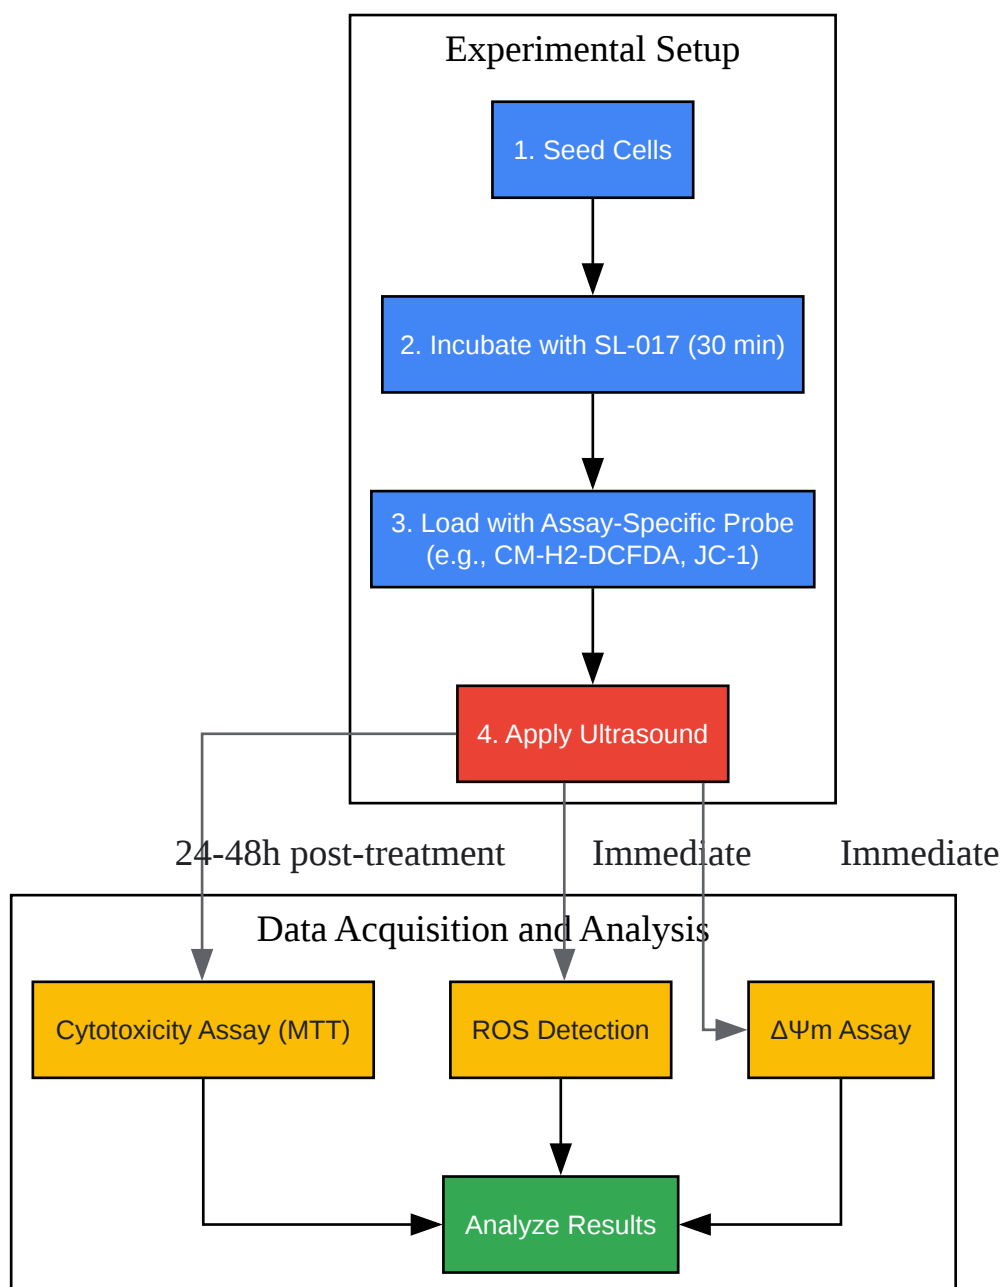 Experimental Setup
1. Seed Cells
2. Incubate with SL-017 (30 min)
3. Load with Assay-Specific Probe
(e.g., CM-H2-DCFDA, JC-1)
4. Apply Ultrasound
24-48h post-treatment
Immediate
Immediate
Data Acquisition and Analysis
Cytotoxicity Assay (MTT)
ROS Detection
ΔΨm Assay
Analyze Results